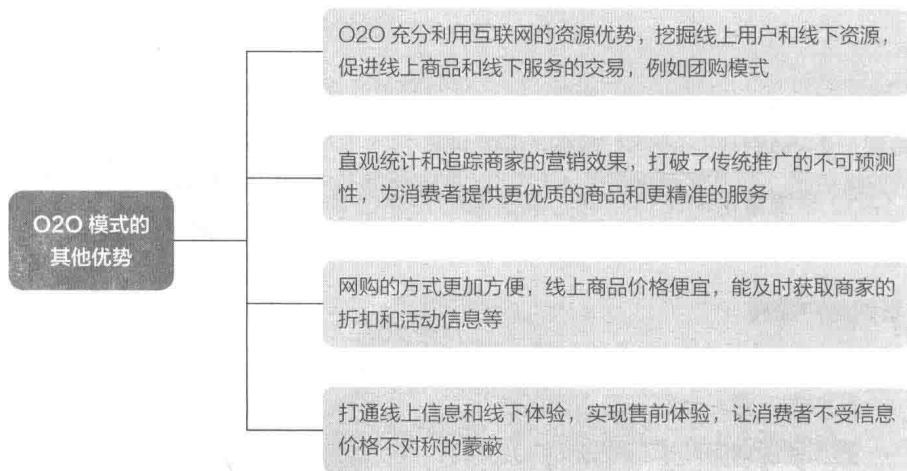 O2O 模式的
其他优势
O2O 充分利用互联网的资源优势，挖掘线上用户和线下资源，
促进线上商品和线下服务的交易，例如团购模式
直观统计和追踪商家的营销效果，打破了传统推广的不可预测
性，为消费者提供更优质的商品和更精准的服务
网购的方式更加方便，线上商品价格便宜，能及时获取商家的
折扣和活动信息等
打通线上信息和线下体验，实现售前体验，让消费者不受信息
价格不对称的蒙蔽